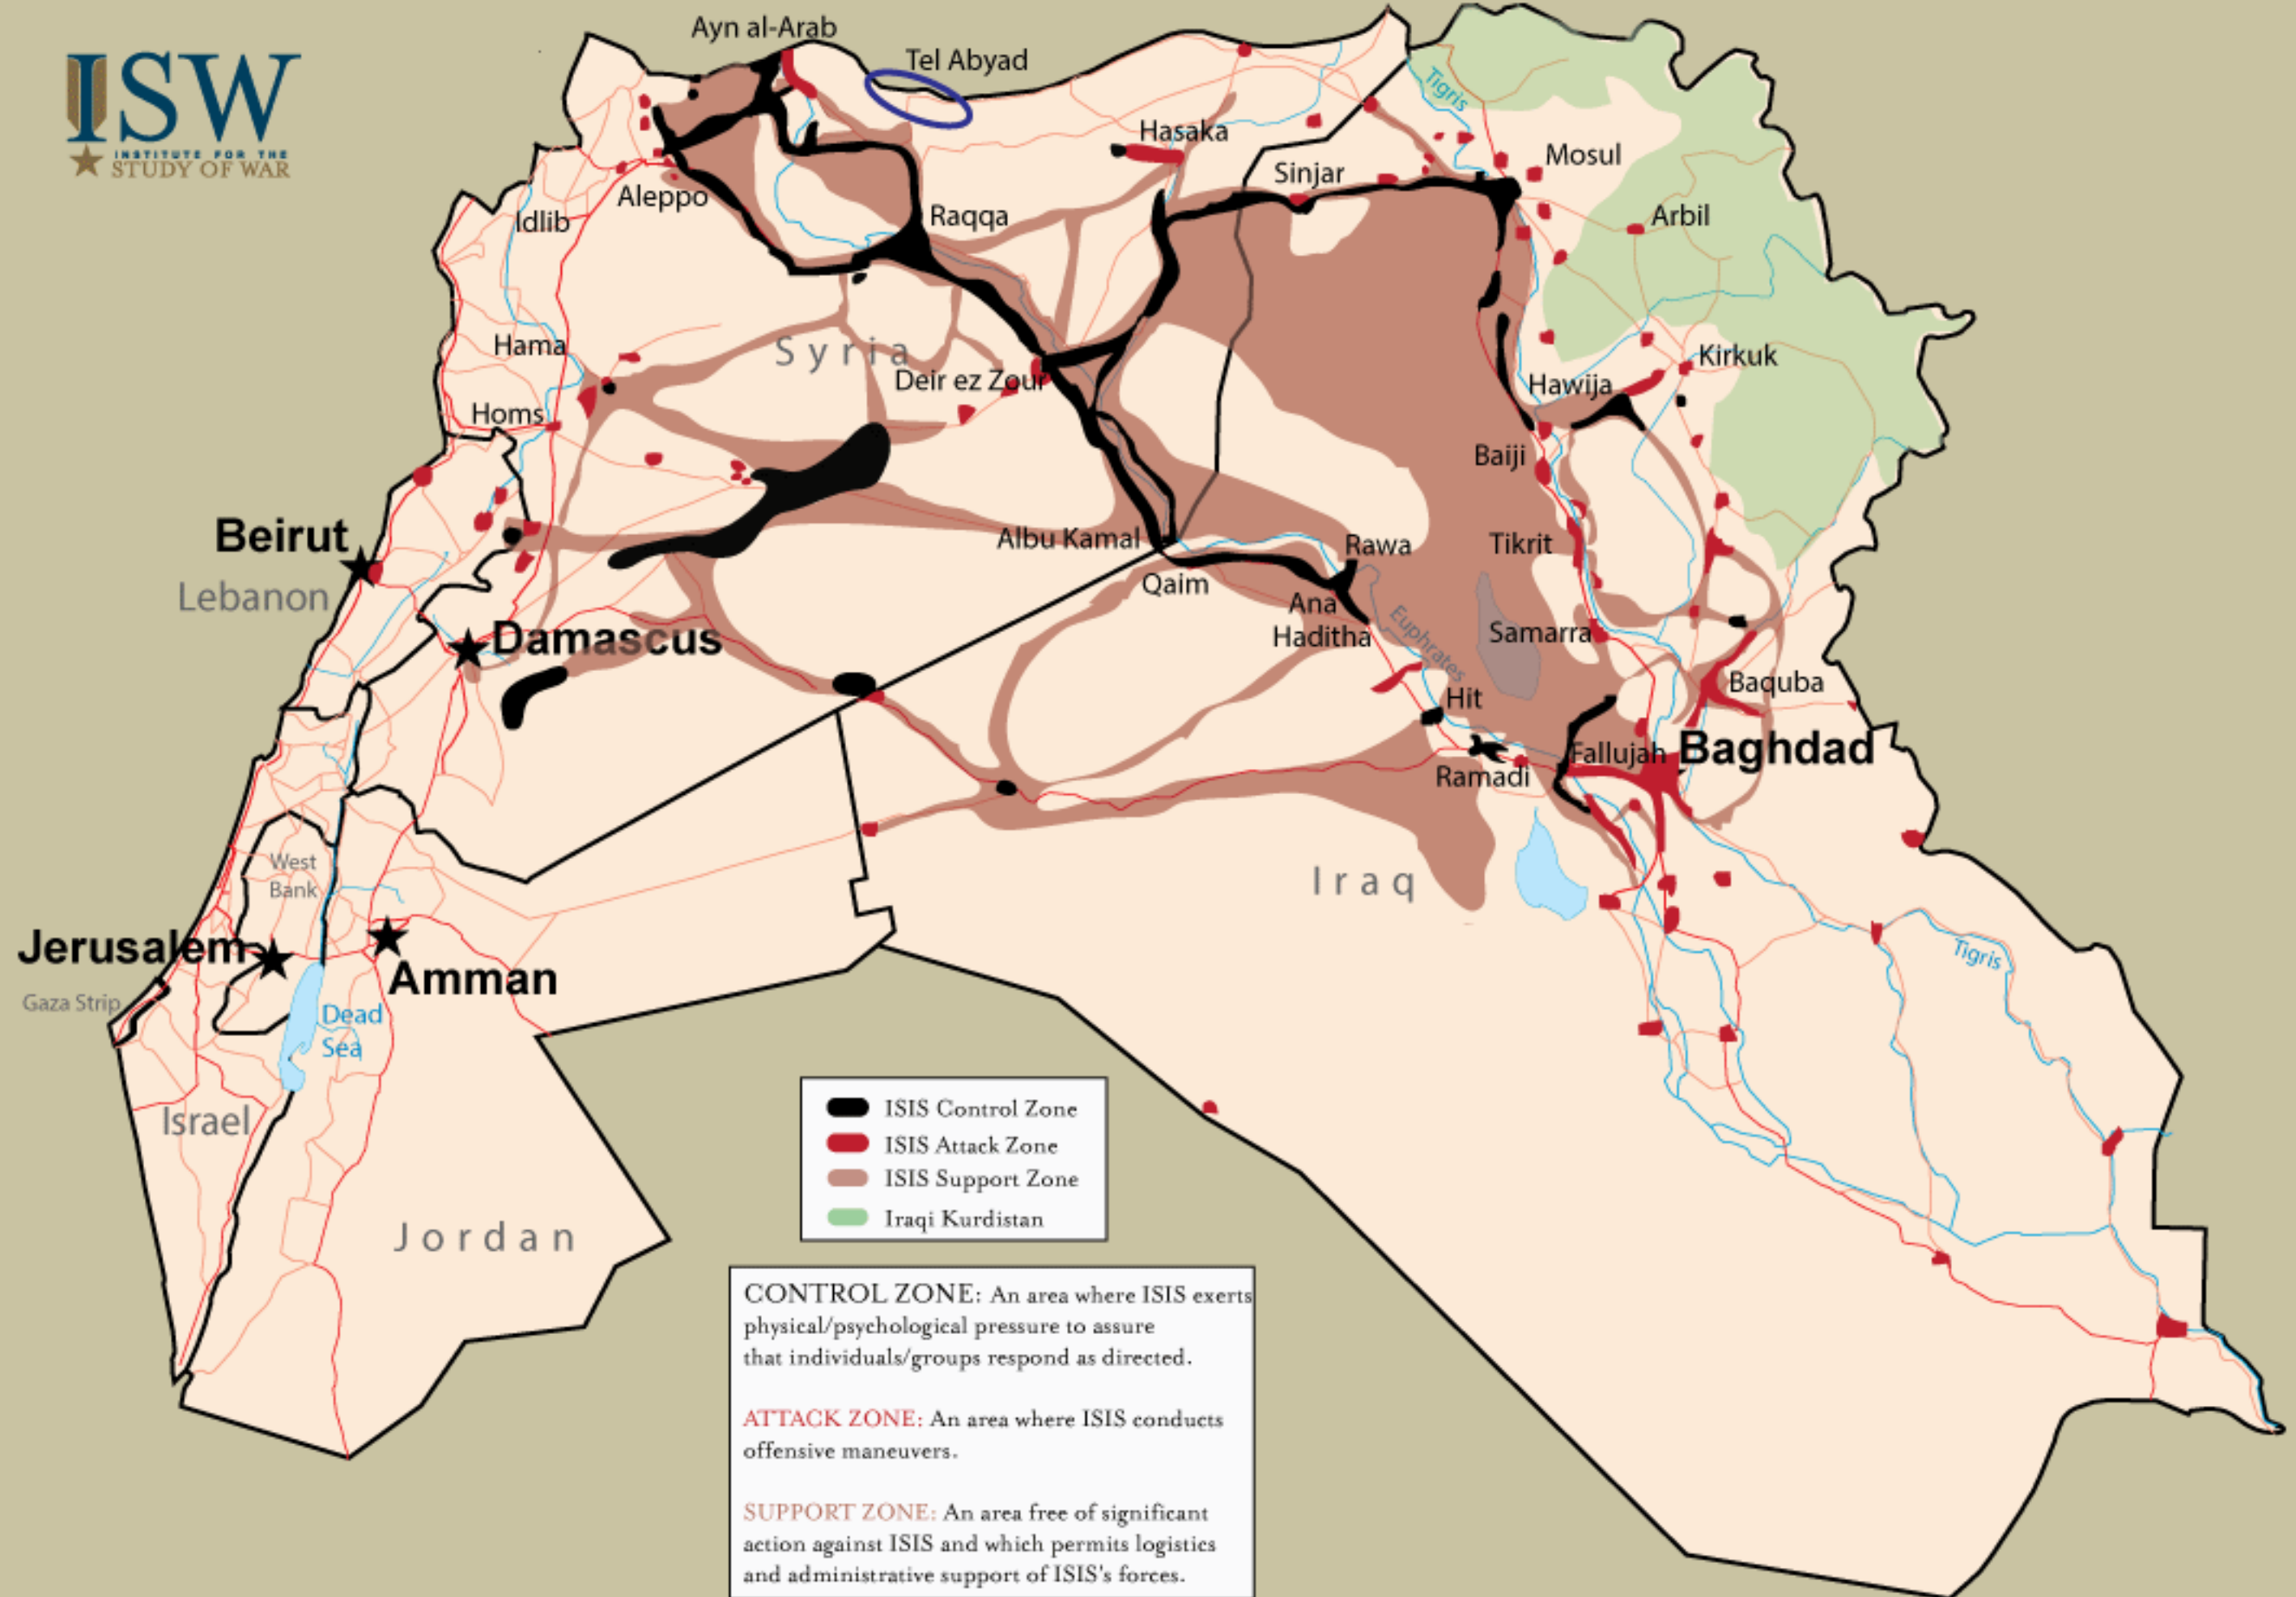 ISW
INSTITUTE FOR THE
STUDY OF WAR
Ayn al-Arab
Tel Abyad
Tigris
Hasaka
Mosul
Sinjar
Aleppo
Idlib
Raqqa
Arbil
Hama
Syria
Kirkuk
Deir ez Zour
Hawija
Homs
Baiji
Beirut
Albu Kamal
Rawa
Tikrit
Qaim
Lebanon
Ana
Euphrates
Haditha
Samarra
Damascus
Baquba
Hit
Fallujah
Baghdad
Ramadi
West
Bank
Iraq
Jerusalem
Tigris
Amman
Gaza Strip
Dead
Sea
Israel
ISIS Control Zone
ISIS Attack Zone
ISIS Support Zone
Iraqi Kurdistan
Jordan
CONTROL ZONE: An area where ISIS exerts
physical/psychological pressure to assure
that individuals/groups respond as directed.
ATTACK ZONE: An area where ISIS conducts
offensive maneuvers.
SUPPORT ZONE: An area free of significant
action against ISIS and which permits logistics
and administrative support of ISIS's forces.